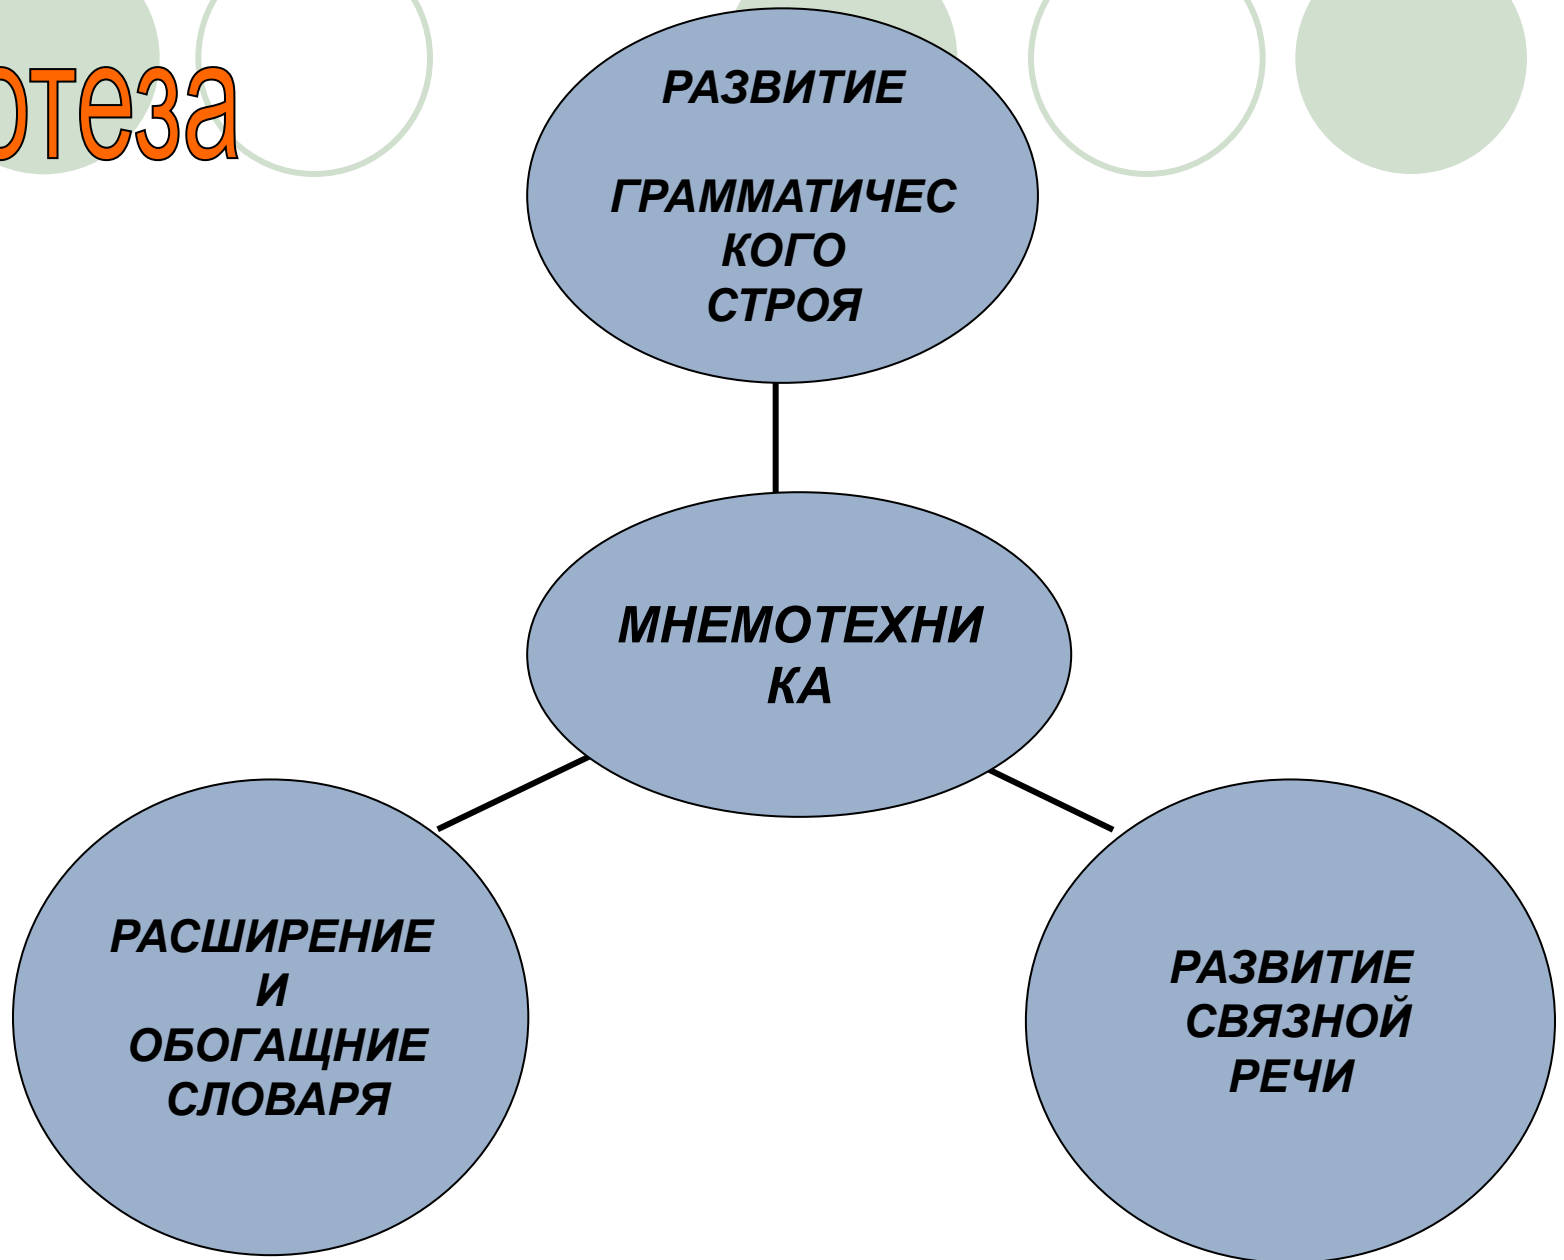 отеза
РАЗВИТИЕ
ГРАММАТИЧЕС
КОГО
СТРОЯ
МНЕМОТЕХНИ
КА
РАСШИРЕНИЕ
И
ОБОГАЩНИЕ
СЛОВАРЯ
РАЗВИТИЕ
СВЯЗНОЙ
РЕЧИ